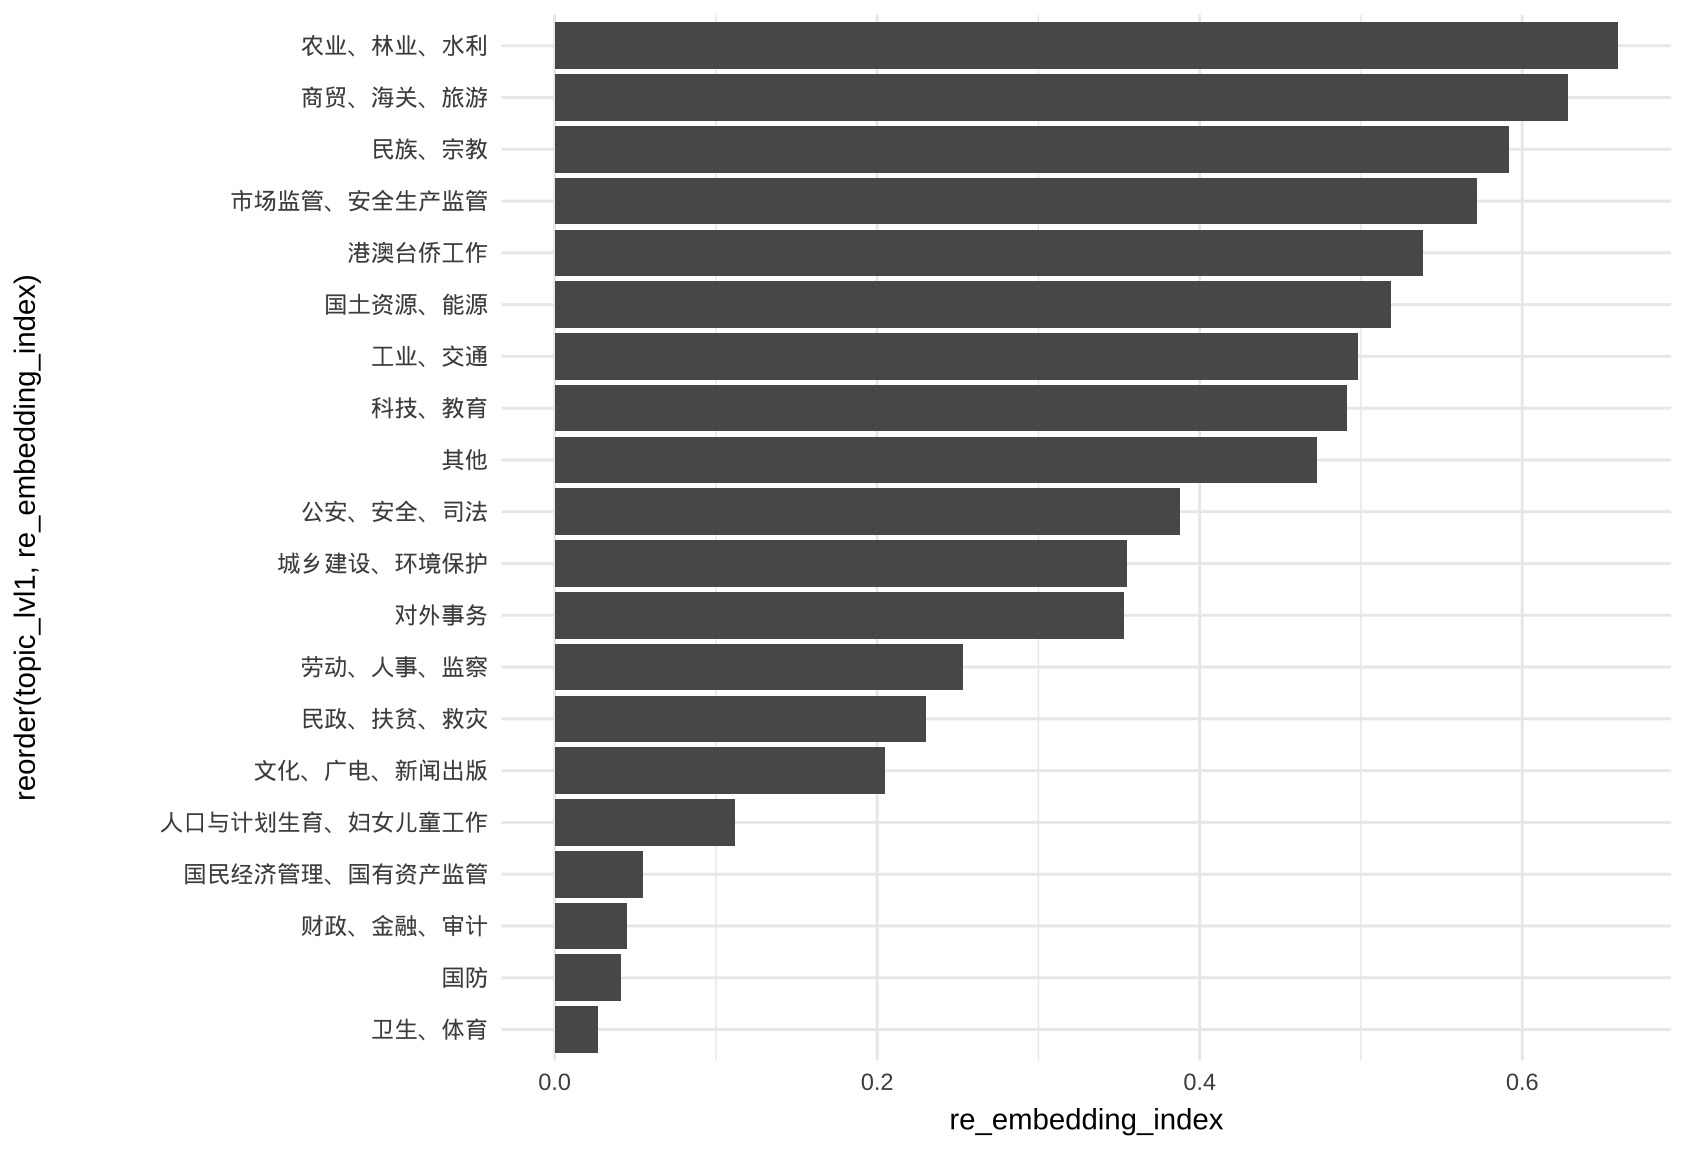 农业、林业、水利
商贸、海关、旅游
民族、宗教
市场监管、安全生产监管
港澳台侨工作
国土资源、能源
工业、交通
科技、教育
其他
公安、安全、司法
城乡建设、环境保护
对外事务
劳动、人事、监察
民政、扶贫、救灾
文化、广电、新闻出版
人口与计划生育、妇女儿童工作
国民经济管理、国有资产监管
财政、金融、审计
国防
卫生、体育
reorder(topic_lvl1, re_embedding_index)
0.0 0.2 0.4 0.6
re_embedding_index